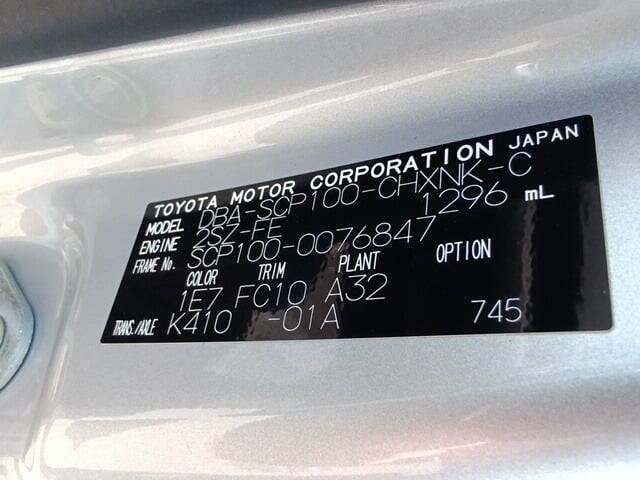 TOYOTA MOTOR CORPORATION JAPAN
MODEL DBA-SCP100-CHXNK-C
ENGINE 2SZ-FE 1296 mL
FRAME NO. SCP100-0076847
COLOR TRIM PLANT OPTION
1E7 FC10 A32
TRANS./AXLE K410 -01A 745